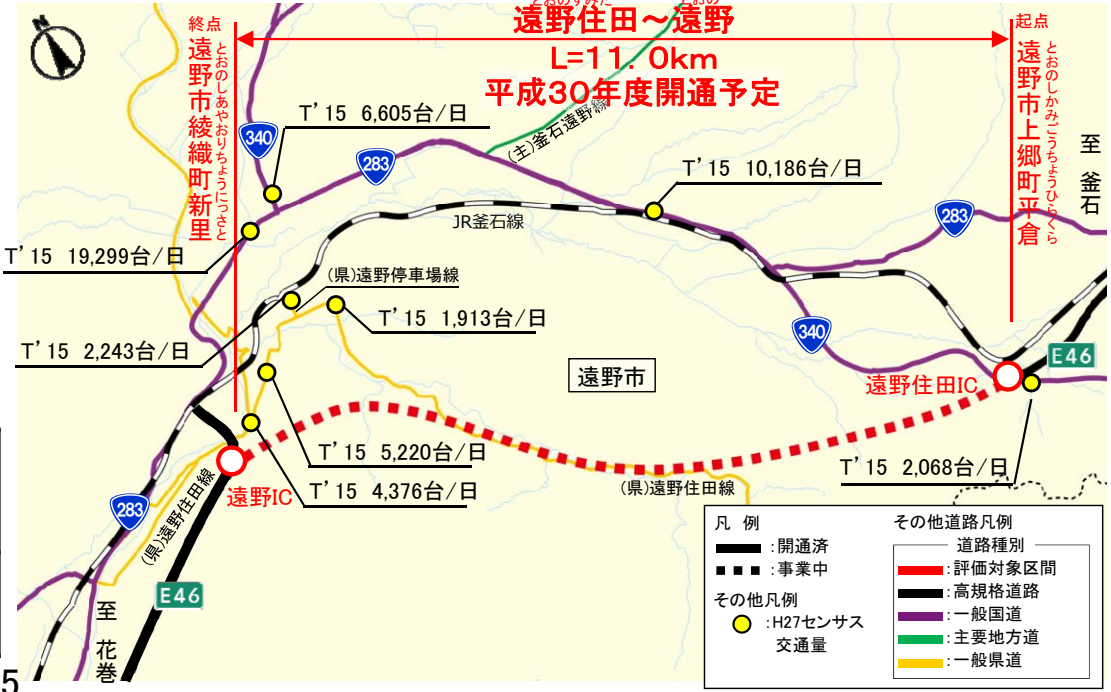 とおのすみた とおの
遠野住田～遠野
L=11.0km
平成30年度開通予定
終点
遠野市綾織町新里
とおのしあやおりちょうにっさと
起点
遠野市上郷町平倉
とおのしかみごうちょうひらくら
至 釜石
T'15 6,605台/日
340
283
(主)釜石遠野線
T'15 10,186台/日
283
JR釜石線
T'15 19,299台/日
(県)遠野停車場線
T'15 1,913台/日
T'15 2,243台/日
340
E46
遠野市
遠野住田IC
T'15 5,220台/日
T'15 2,068台/日
T'15 4,376台/日
遠野IC
(県)遠野住田線
(県)遠野住田線
283
E46
至 花巻
凡 例
:開通済
:事業中
その他凡例
:H27センサス
交通量
その他道路凡例
道路種別
:評価対象区間
:高規格道路
:一般国道
:主要地方道
:一般県道
5